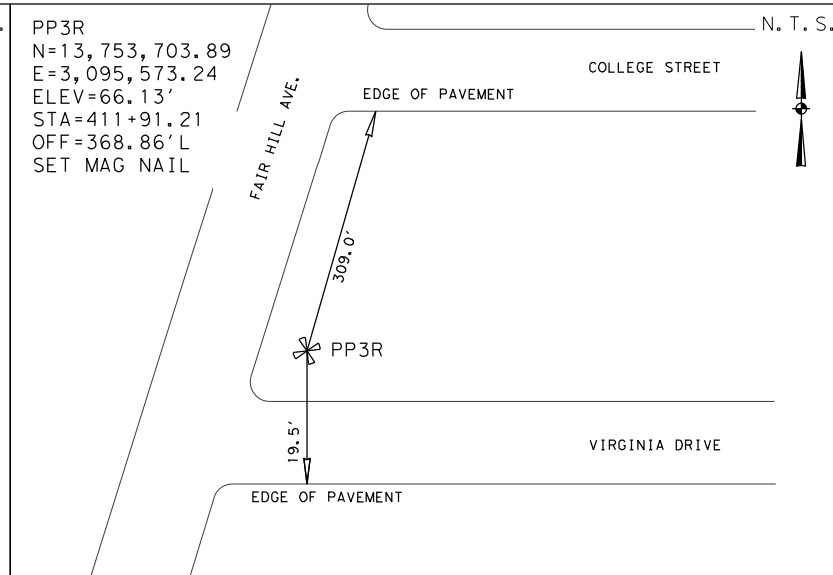 PP3R
N=13,753,703.89
E=3,095,573.24
ELEV=66.13'
STA=411+91.21
OFF=368.86'L
SET MAG NAIL
N.T.S.
COLLEGE STREET
EDGE OF PAVEMENT
FAIR HILL AVE.
309.0'
PP3R
19.5'
VIRGINIA DRIVE
EDGE OF PAVEMENT